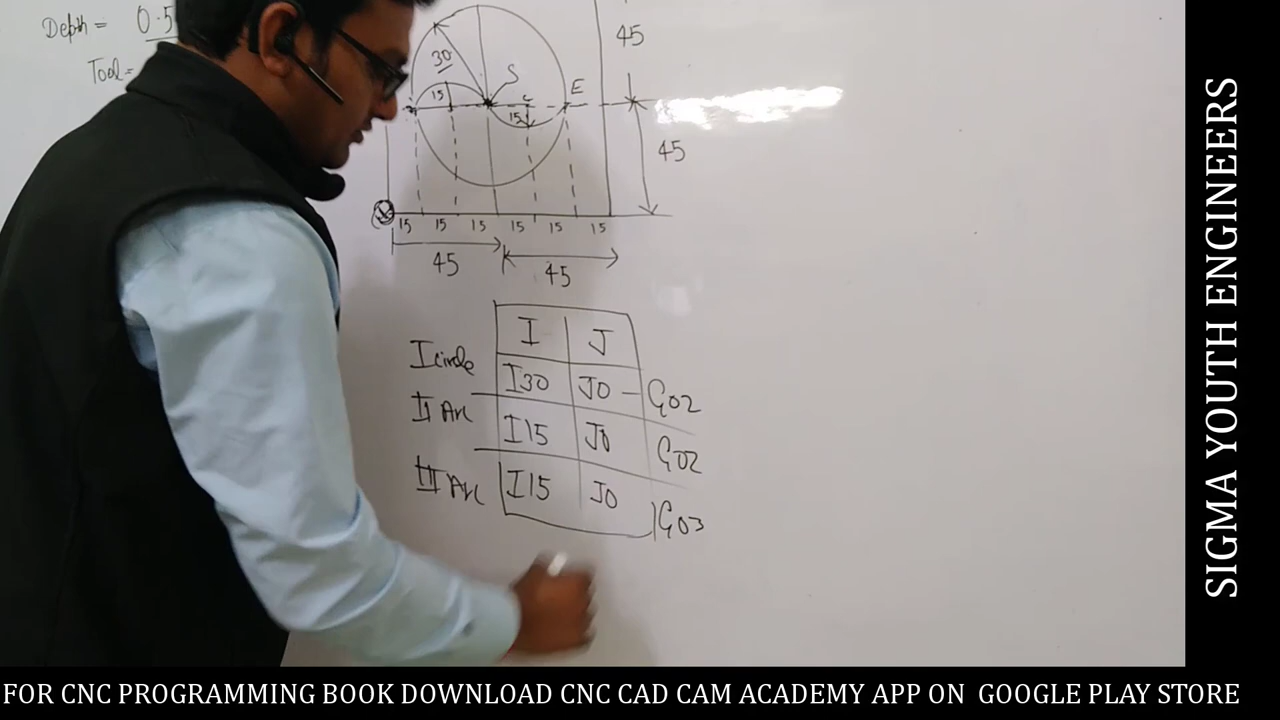 Depth = 0.5
Tool =
30
S
E
15
C
15
45
45
15 15 15 15 15 15
45 45
I J
I circle I30 J0 - G02
II Arc I15 J0 G02
III Arc I15 J0 G03
SIGMA YOUTH ENGINEERS
FOR CNC PROGRAMMING BOOK DOWNLOAD CNC CAD CAM ACADEMY APP ON GOOGLE PLAY STORE